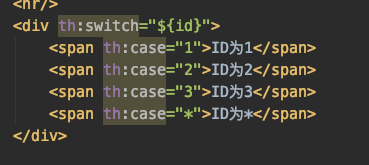 <hr/>
<div th:switch="${id}">
<span th:case="1">ID为1</span>
<span th:case="2">ID为2</span>
<span th:case="3">ID为3</span>
<span th:case="*">ID为*</span>
</div>